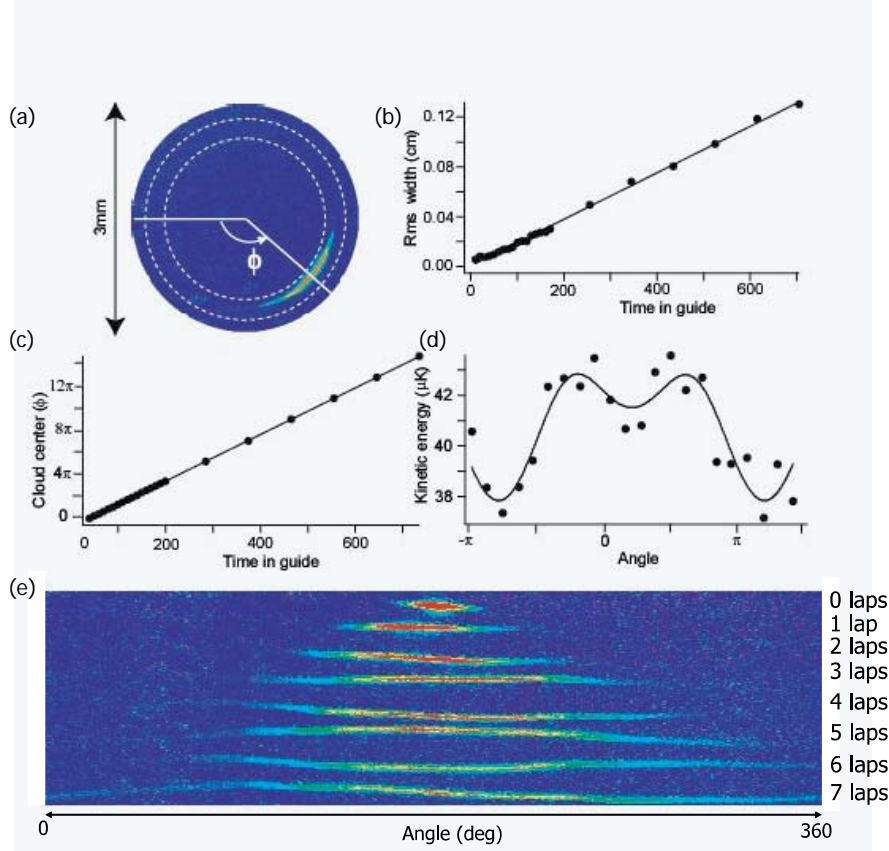 (a)
3mm
ϕ
(b)
Rms width (cm)
0.12
0.08
0.04
0.00
200
400
600
Time in guide
(c)
Cloud center (ϕ)
12π
8π
4π
0
0
200
400
600
Time in guide
(d)
Kinetic energy (μK)
42
40
38
-π
0
π
Angle
(e)
0 laps
1 lap
2 laps
3 laps
4 laps
5 laps
6 laps
7 laps
0
Angle (deg)
360